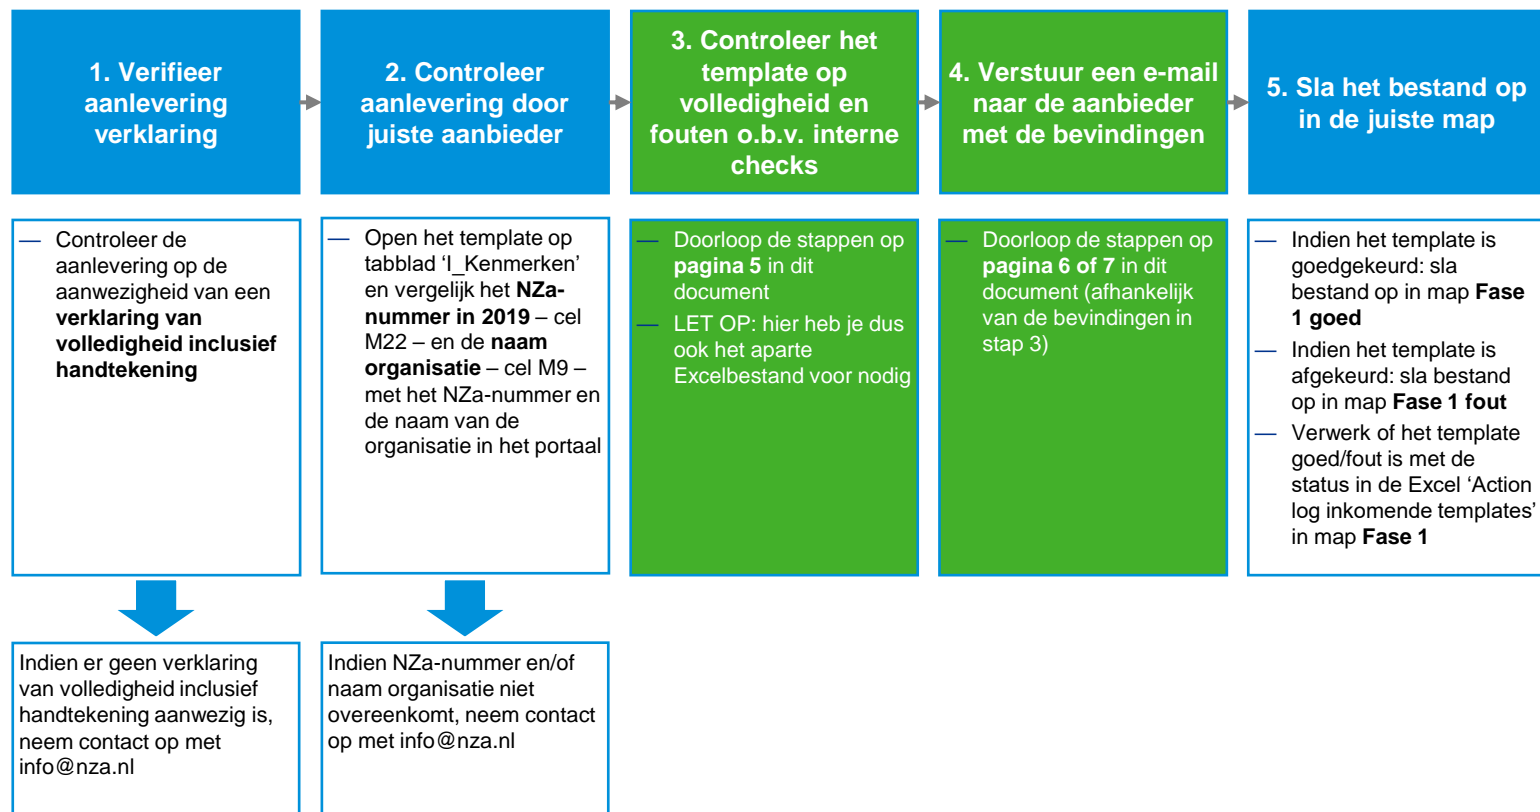 1. Verifieer
aanlevering
verklaring
2. Controleer
aanlevering door
juiste aanbieder
3. Controleer het
template op
volledigheid en
fouten o.b.v. interne
checks
4. Verstuur een e-mail
naar de aanbieder
met de bevindingen
5. Sla het bestand op
in de juiste map
— Controleer de
aanlevering op de
aanwezigheid van een
verklaring van
volledigheid inclusief
handtekening
— Open het template op
tabblad ‘I_Kenmerken’
en vergelijk het NZa-
nummer in 2019 – cel
M22 – en de naam
organisatie – cel M9 –
met het NZa-nummer en
de naam van de
organisatie in het portaal
— Doorloop de stappen op
pagina 5 in dit
document
— LET OP: hier heb je dus
ook het aparte
Excelbestand voor nodig
— Doorloop de stappen op
pagina 6 of 7 in dit
document (afhankelijk
van de bevindingen in
stap 3)
— Indien het template is
goedgekeurd: sla
bestand op in map Fase
1 goed
— Indien het template is
afgekeurd: sla bestand
op in map Fase 1 fout
— Verwerk of het template
goed/fout is met de
status in de Excel ‘Action
log inkomende templates’
in map Fase 1
Indien er geen verklaring
van volledigheid inclusief
handtekening aanwezig is,
neem contact op met
info@nza.nl
Indien NZa-nummer en/of
naam organisatie niet
overeenkomt, neem contact
op met info@nza.nl